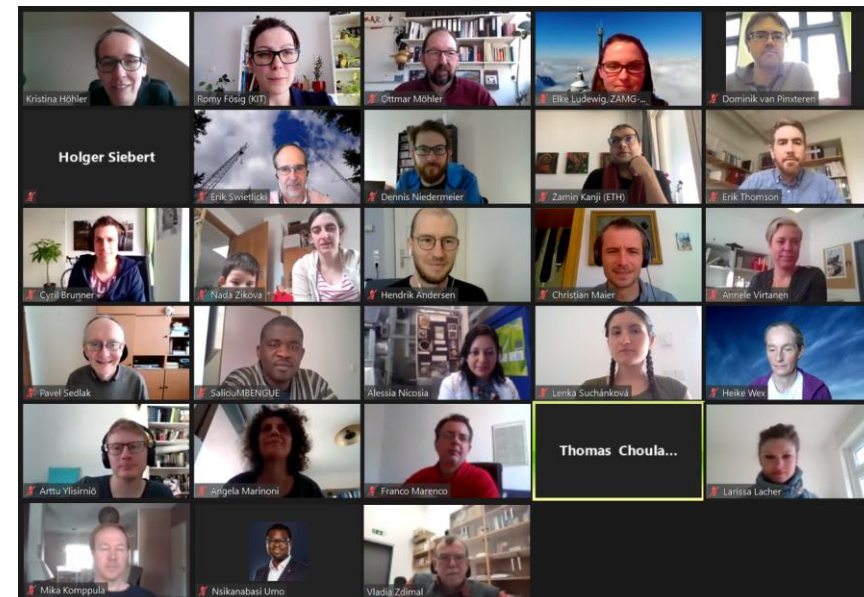 Kristina Höhler
Romy Fösig (KIT)
Ottmar Möhler
Elke Ludewig, ZAMG-...
Dominik van Pinxteren
Holger Siebert
Erik Swietlicki
Dennis Niedermeier
Zamin Kanji (ETH)
Erik Thomson
Cyril Brunner
Nada Zikova
Hendrik Andersen
Christian Maier
Annele Virtanen
Pavel Sedlak
SaliouMBENGUE
Alessia Nicosia
Lenka Suchánková
Heike Wex
Arttu Ylisirniö
Angela Marinoni
Franco Marenco
Thomas Choula...
Larissa Lacher
Mika Komppula
Nsikanabasi Umo
Vladia Zdimal